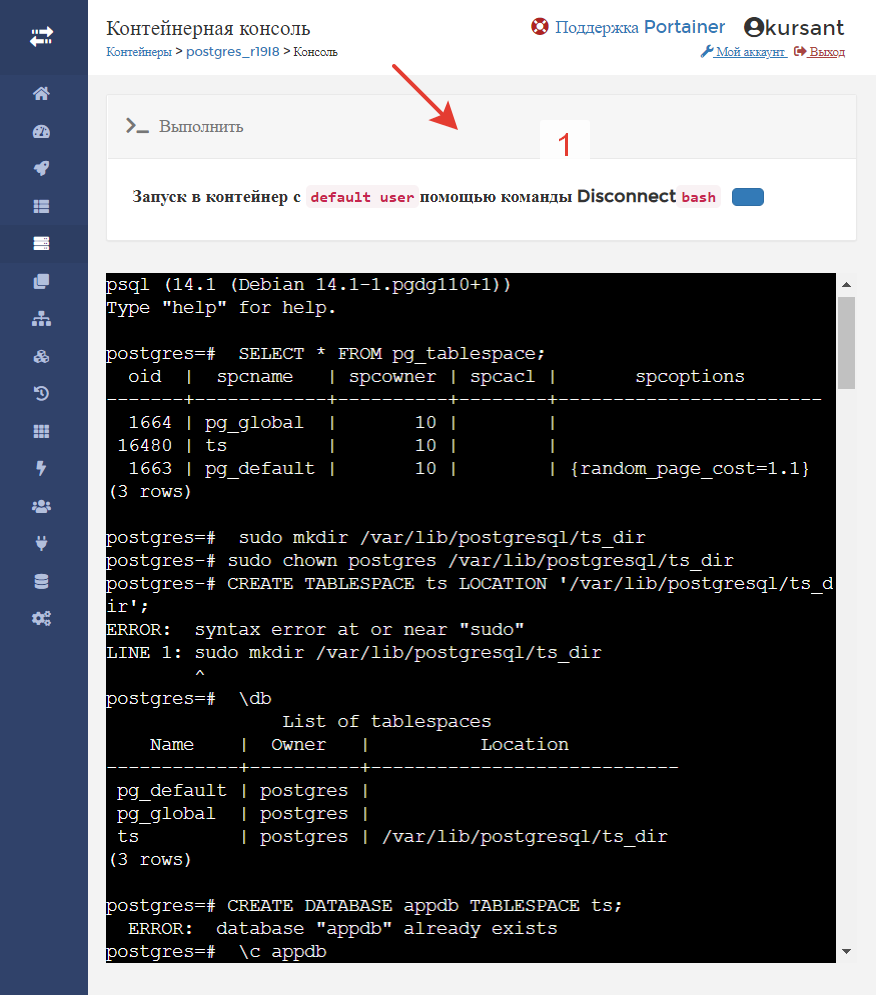 Контейнерная консоль
Поддержка Portainer
kursant
Контейнеры > postgres_r19l8 > Консоль
Мой аккаунт Выход
>_ Выполнить
1
Запуск в контейнер с default user помощью команды Disconnect bash
psql (14.1 (Debian 14.1-1.pgdg110+1))
Type "help" for help.
postgres=# SELECT * FROM pg_tablespace;
oid | spcname | spcowner | spcacl | spcoptions
-------+------------+----------+--------+------------------------
1664 | pg_global | 10 | |
16480 | ts | 10 | |
1663 | pg_default | 10 | | {random_page_cost=1.1}
(3 rows)
postgres=# sudo mkdir /var/lib/postgresql/ts_dir
postgres-# sudo chown postgres /var/lib/postgresql/ts_dir
postgres-# CREATE TABLESPACE ts LOCATION '/var/lib/postgresql/ts_d
ir';
ERROR: syntax error at or near "sudo"
LINE 1: sudo mkdir /var/lib/postgresql/ts_dir
^
postgres=# \db
List of tablespaces
Name | Owner | Location
------------+----------+----------------------------
pg_default | postgres |
pg_global | postgres |
ts | postgres | /var/lib/postgresql/ts_dir
(3 rows)
postgres=# CREATE DATABASE appdb TABLESPACE ts;
ERROR: database "appdb" already exists
postgres=# \c appdb